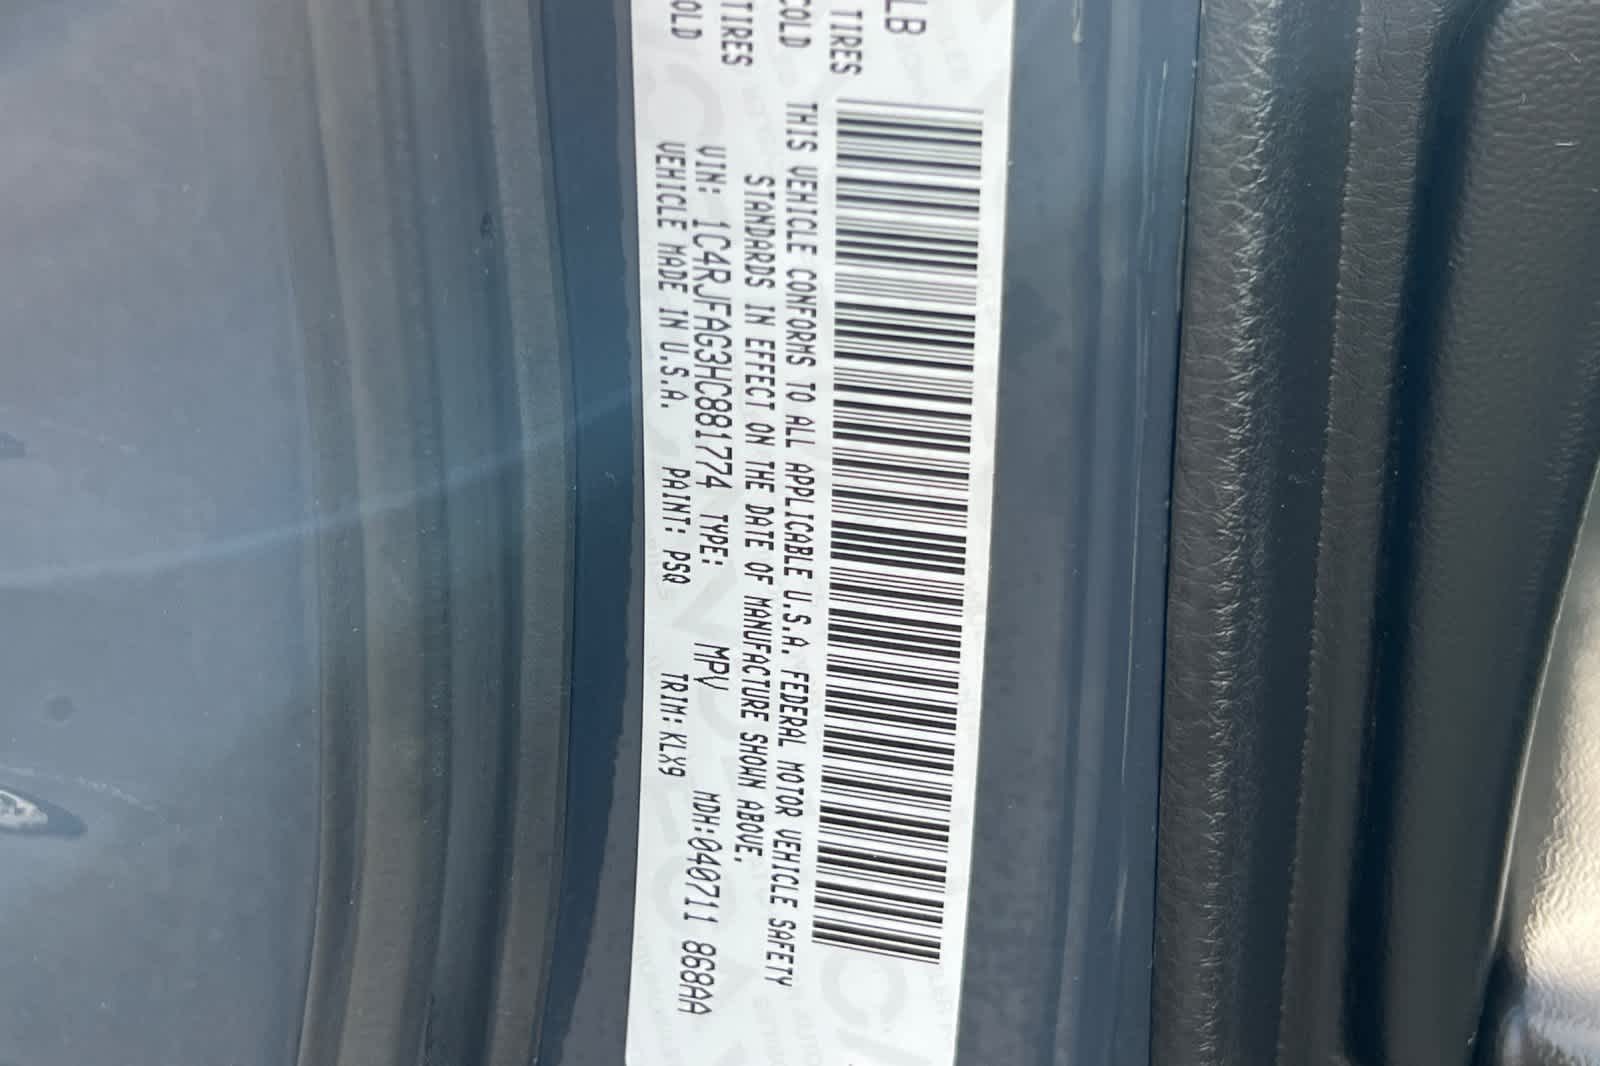 LB
TIRES
COLD
TIRES
COLD
THIS VEHICLE CONFORMS TO ALL APPLICABLE U.S.A. FEDERAL MOTOR VEHICLE SAFETY
STANDARDS IN EFFECT ON THE DATE OF MANUFACTURE SHOWN ABOVE,
VIN: 1C4RJFAG3HC881774 TYPE: MPV MDH:040711 868AA
VEHICLE MADE IN U.S.A. PAINT: PSQ TRIM:KLX9